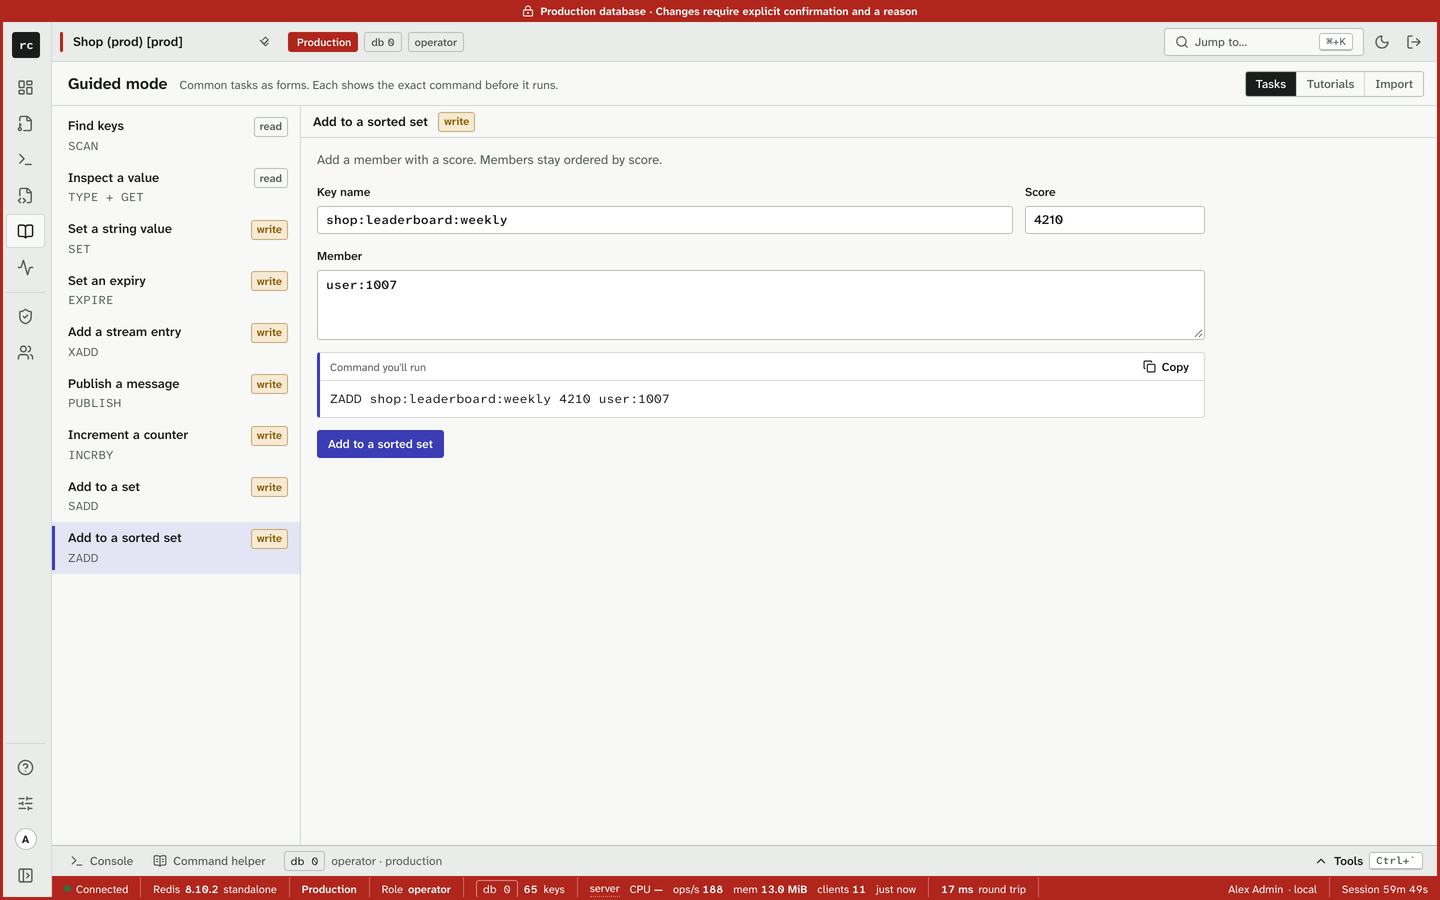 Production database · Changes require explicit confirmation and a reason
rc
Shop (prod) [prod]
Production
db 0
operator
Jump to...
⌘+K
Guided mode
Common tasks as forms. Each shows the exact command before it runs.
Tasks
Tutorials
Import
Find keys
read
SCAN
Inspect a value
read
TYPE + GET
Set a string value
write
SET
Set an expiry
write
EXPIRE
Add a stream entry
write
XADD
Publish a message
write
PUBLISH
Increment a counter
write
INCRBY
Add to a set
write
SADD
Add to a sorted set
write
ZADD
Add to a sorted set
write
Add a member with a score. Members stay ordered by score.
Key name
Score
shop:leaderboard:weekly
4210
Member
user:1007
Command you'll run
Copy
ZADD shop:leaderboard:weekly 4210 user:1007
Add to a sorted set
A
Console
Command helper
db 0
operator · production
Tools
Ctrl+`
Connected
Redis 8.10.2 standalone
Production
Role operator
db 0
65 keys
server
CPU —
ops/s 188
mem 13.0 MiB
clients 11
just now
17 ms round trip
Alex Admin · local
Session 59m 49s